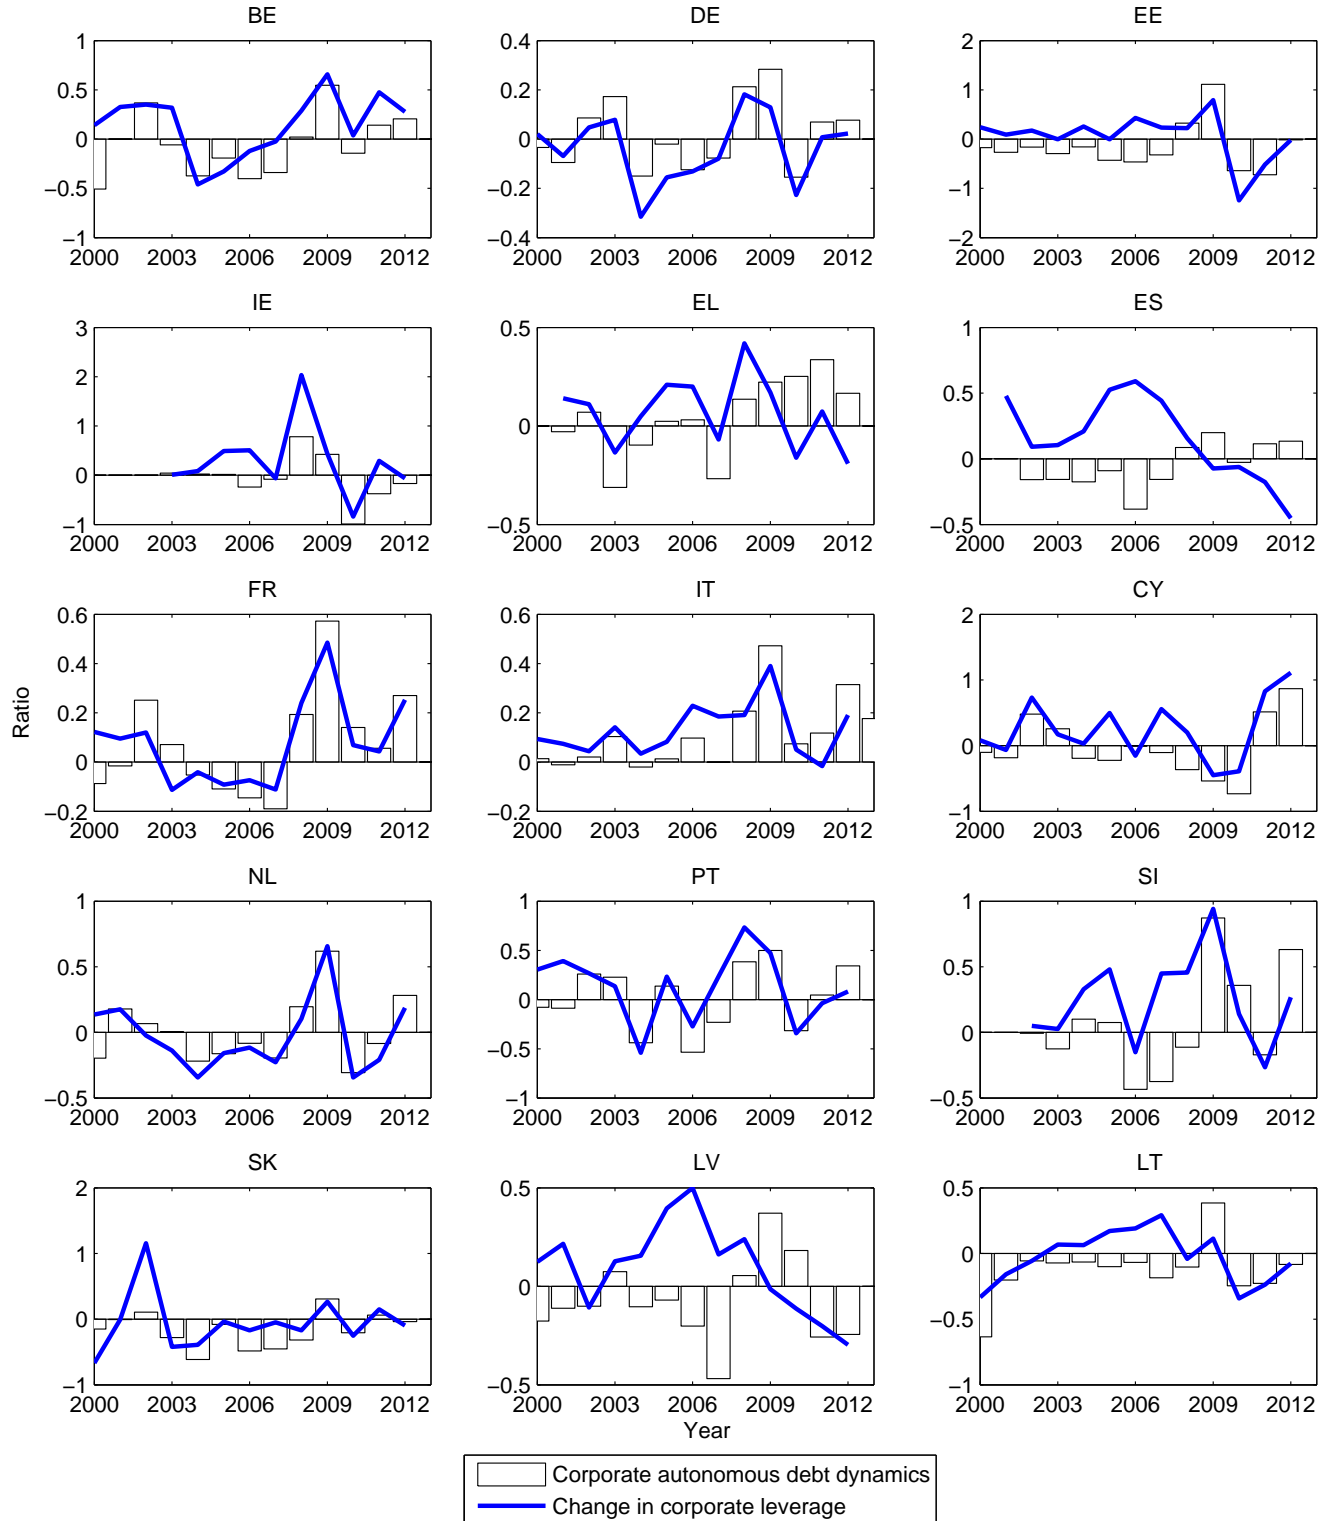 BE
1
0.5
0
−0.5
−1
2000 2003 2006 2009 2012
DE
0.4
0.2
0
−0.2
−0.4
2000 2003 2006 2009 2012
EE
2
1
0
−1
−2
2000 2003 2006 2009 2012
IE
3
2
1
0
−1
2000 2003 2006 2009 2012
EL
0.5
0
−0.5
2000 2003 2006 2009 2012
ES
1
0.5
0
−0.5
2000 2003 2006 2009 2012
FR
0.6
0.4
0.2
0
−0.2
2000 2003 2006 2009 2012
IT
0.6
0.4
0.2
0
−0.2
2000 2003 2006 2009 2012
CY
2
1
0
−1
2000 2003 2006 2009 2012
Ratio
NL
1
0.5
0
−0.5
2000 2003 2006 2009 2012
PT
1
0.5
0
−0.5
−1
2000 2003 2006 2009 2012
SI
1
0.5
0
−0.5
2000 2003 2006 2009 2012
SK
2
1
0
−1
2000 2003 2006 2009 2012
LV
0.5
0
−0.5
2000 2003 2006 2009 2012
LT
0.5
0
−0.5
−1
2000 2003 2006 2009 2012
Year
Corporate autonomous debt dynamics
Change in corporate leverage